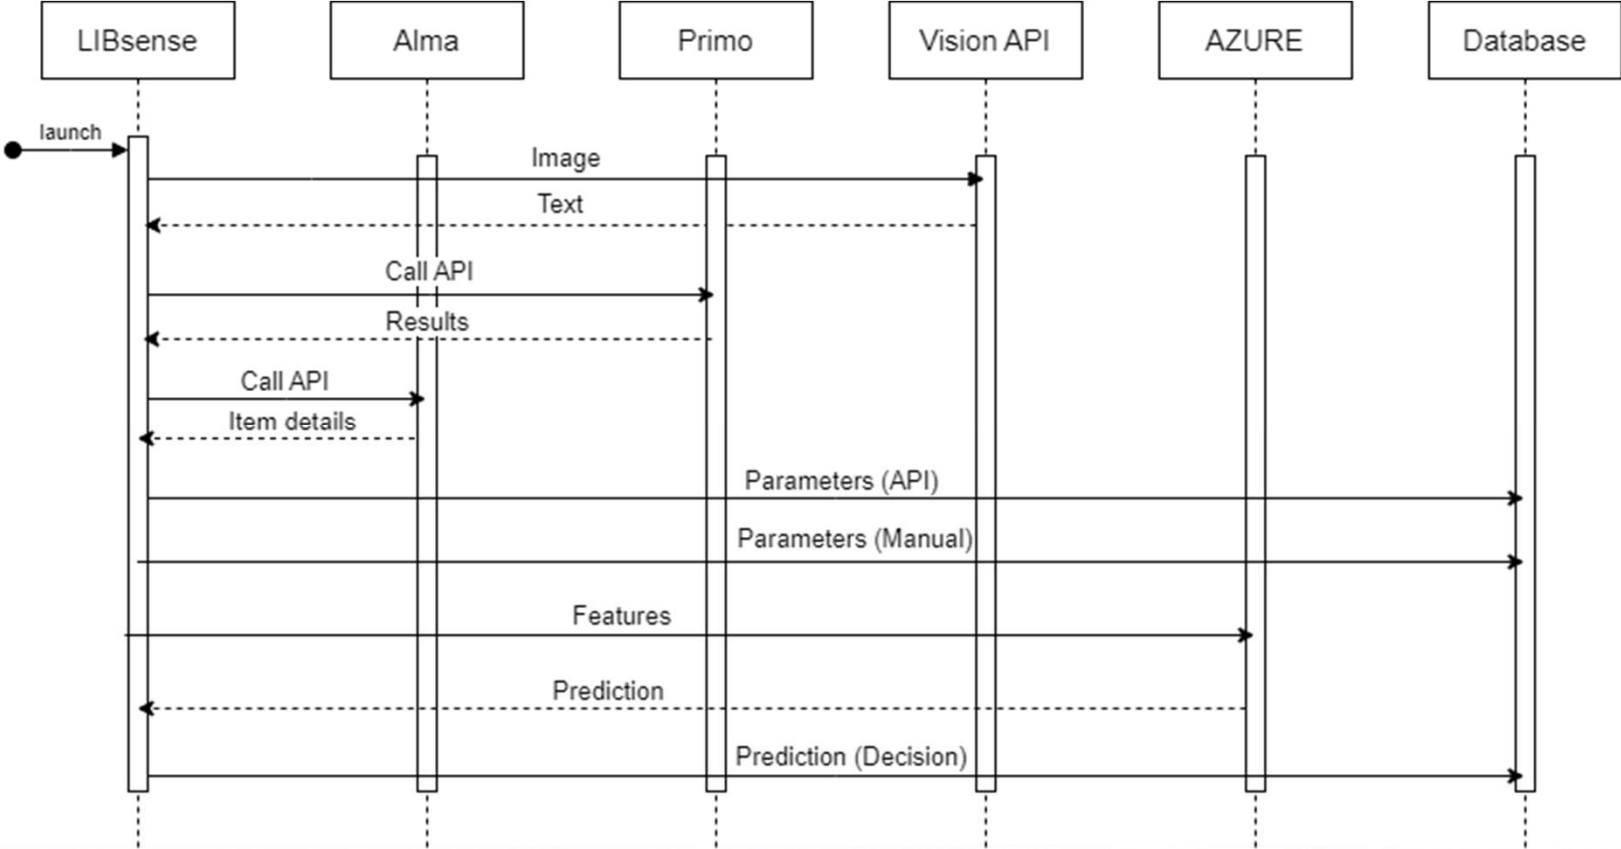 LIBsense
Alma
Primo
Vision API
AZURE
Database
launch
Image
Text
Call API
Results
Call API
Item details
Parameters (API)
Parameters (Manual)
Features
Prediction
Prediction (Decision)